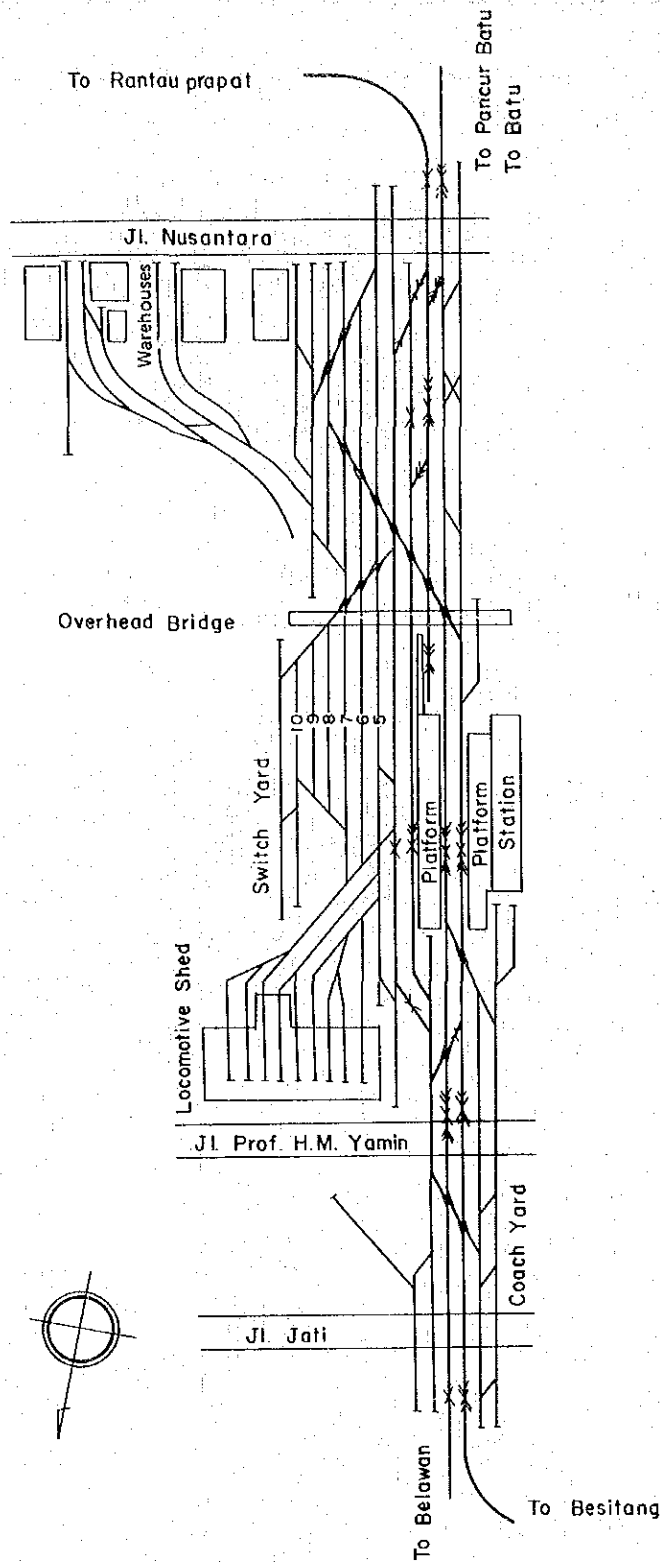 To Rantau prapat
To Pancur Batu
To Batu
Jl. Nusantara
Warehouses
Overhead Bridge
10
9
8
7
6
5
Switch Yard
Platform
Platform
Station
Locomotive Shed
Jl. Prof. H.M. Yamin
Coach Yard
Jl. Jati
To Belawan
To Besitang